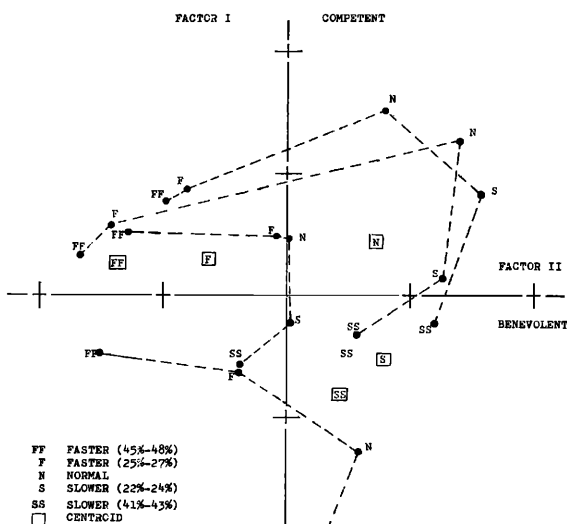 FACTOR I COMPETENT
N
N
F
FF
S
F
FF
F
N
FF
N
FF
F
S
FACTOR II
S
BENEVOLENT
SS
SS
FF
SS
SS
S
F
SS
N
FF FASTER (45%-48%)
F FASTER (25%-27%)
N NORMAL
S SLOWER (22%-24%)
SS SLOWER (41%-43%)
CENTROID